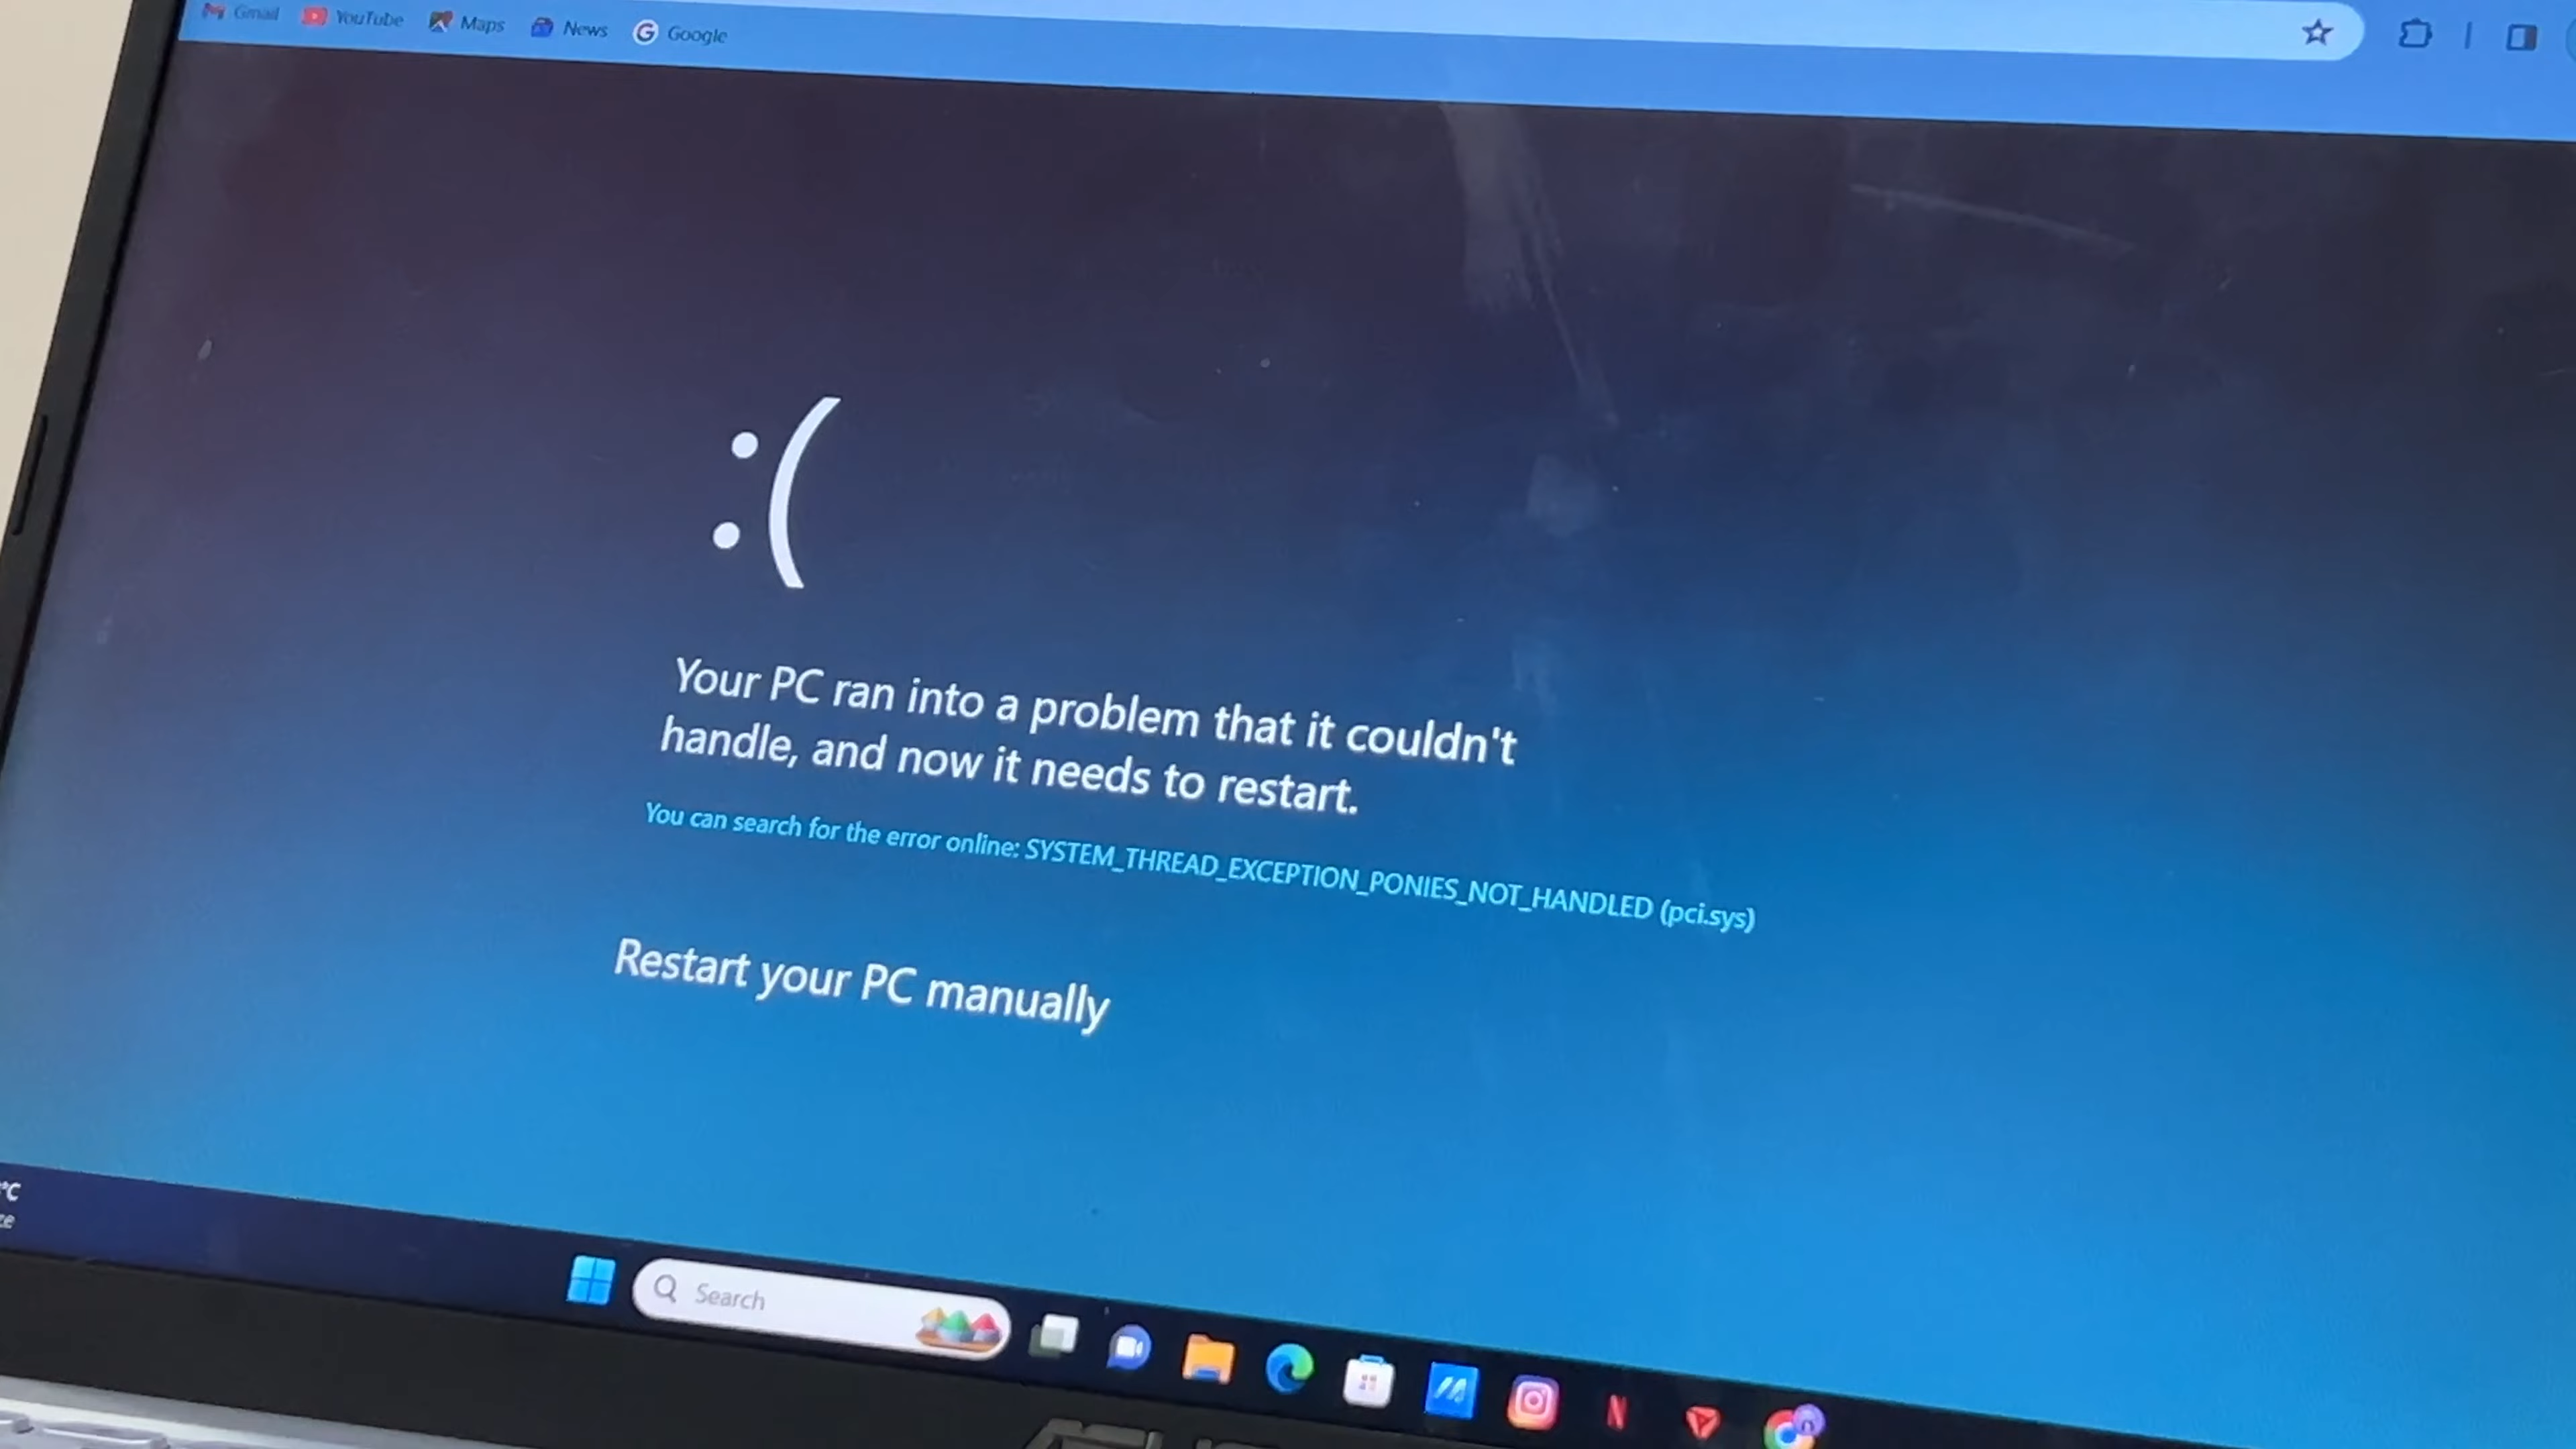 Gmail YouTube Maps News Google
:(
Your PC ran into a problem that it couldn't
handle, and now it needs to restart.
You can search for the error online: SYSTEM_THREAD_EXCEPTION_PONIES_NOT_HANDLED (pci.sys)
Restart your PC manually
°C
Search